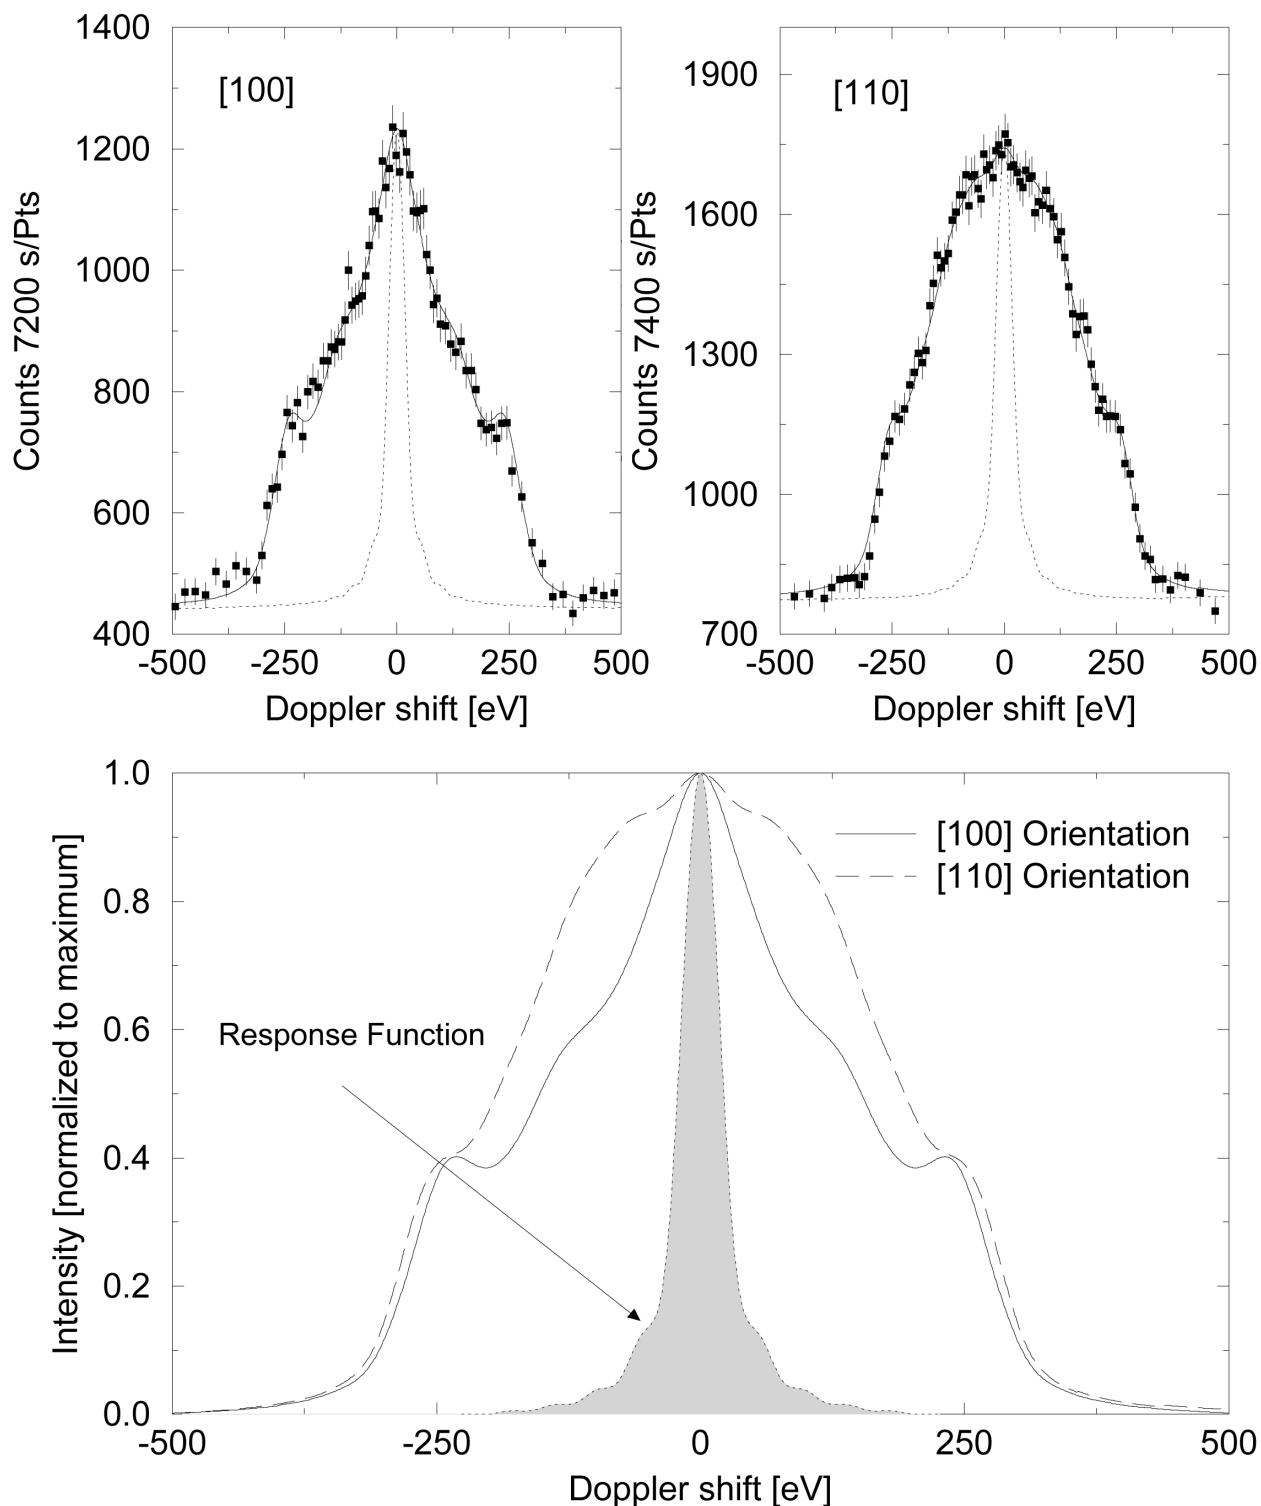 1400
1200
1000
800
600
400
Counts 7200 s/Pts
[100]
-500 -250 0 250 500
Doppler shift [eV]
1900
1600
1300
1000
700
Counts 7400 s/Pts
[110]
-500 -250 0 250 500
Doppler shift [eV]
1.0
0.8
0.6
0.4
0.2
0.0
Intensity [normalized to maximum]
[100] Orientation
[110] Orientation
Response Function
-500 -250 0 250 500
Doppler shift [eV]